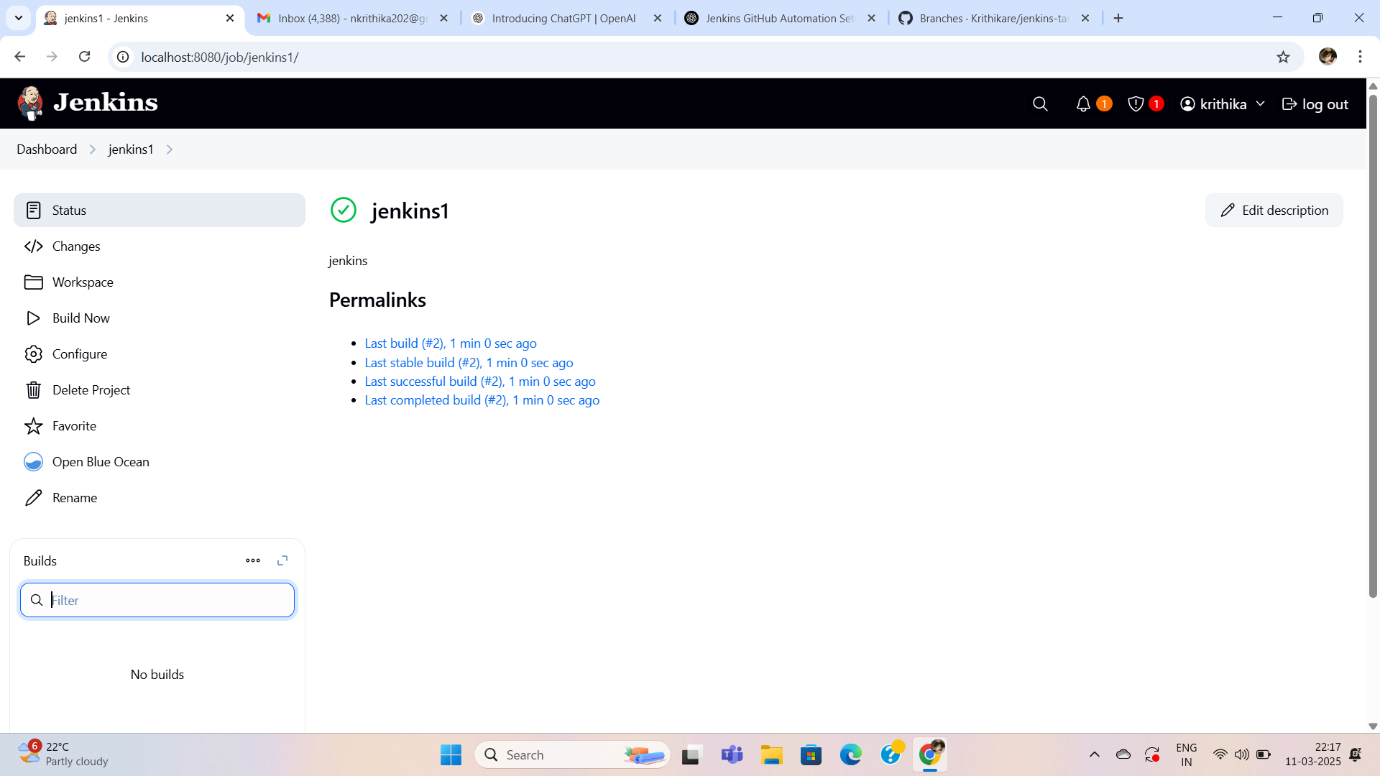 jenkins1 - Jenkins
Inbox (4,388) - nkrithika202@g
Introducing ChatGPT | OpenAI
Jenkins GitHub Automation Set
Branches · Krithikare/jenkins-ta
localhost:8080/job/jenkins1/
Jenkins
1
1
krithika
log out
Dashboard
jenkins1
Status
Changes
Workspace
Build Now
Configure
Delete Project
Favorite
Open Blue Ocean
Rename
Builds
Filter
No builds
jenkins1
Edit description
jenkins
Permalinks
Last build (#2), 1 min 0 sec ago
Last stable build (#2), 1 min 0 sec ago
Last successful build (#2), 1 min 0 sec ago
Last completed build (#2), 1 min 0 sec ago
6
22°C
Partly cloudy
Search
ENG
IN
22:17
11-03-2025